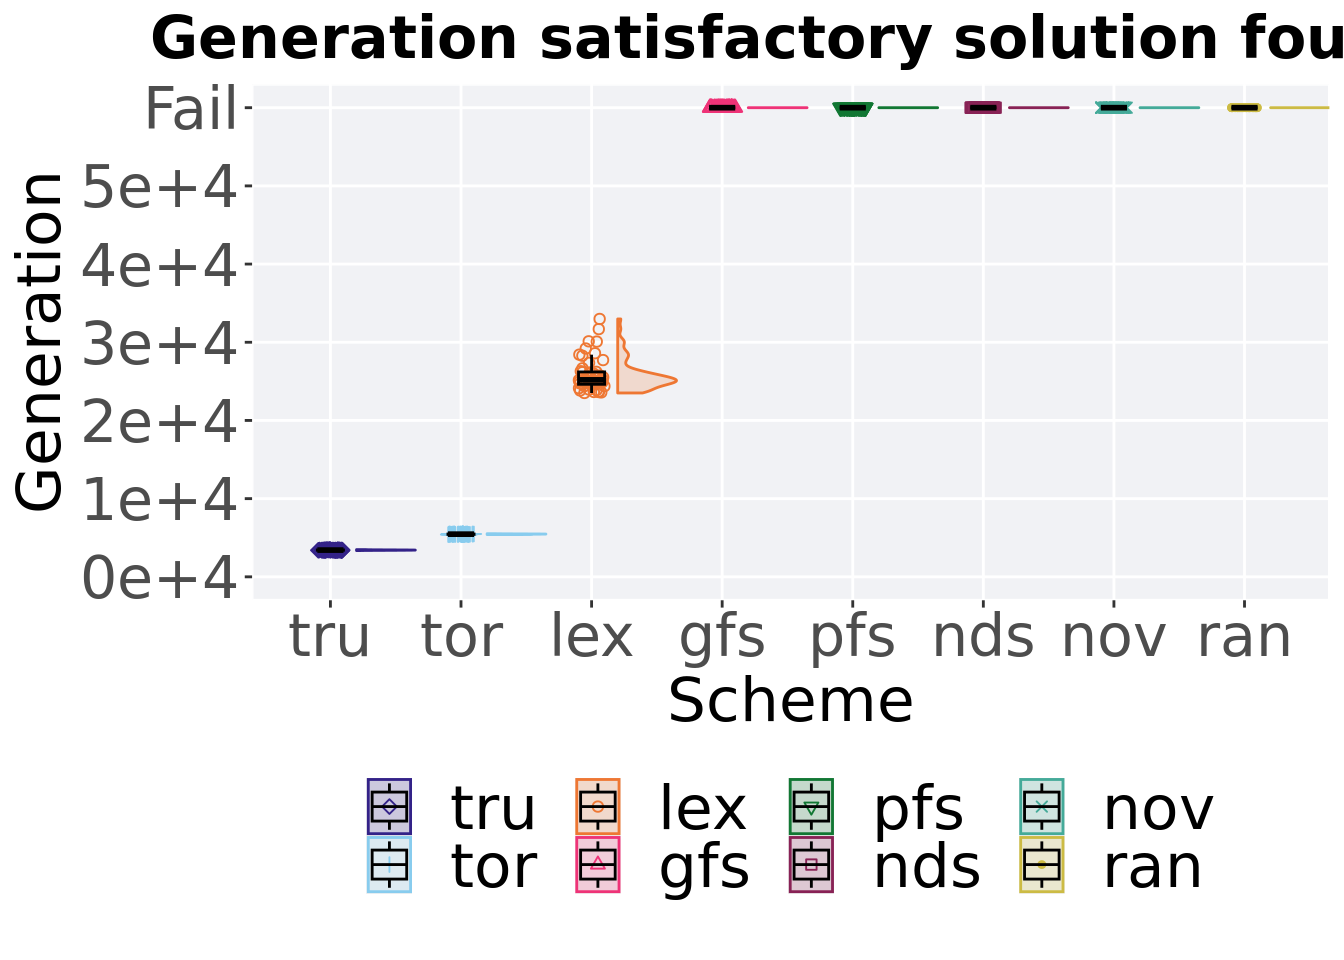 Generation satisfactory solution fou
Fail
5e+4
4e+4
3e+4
2e+4
1e+4
0e+4
Generation
tru tor lex gfs pfs nds nov ran
Scheme
tru lex pfs nov
tor gfs nds ran